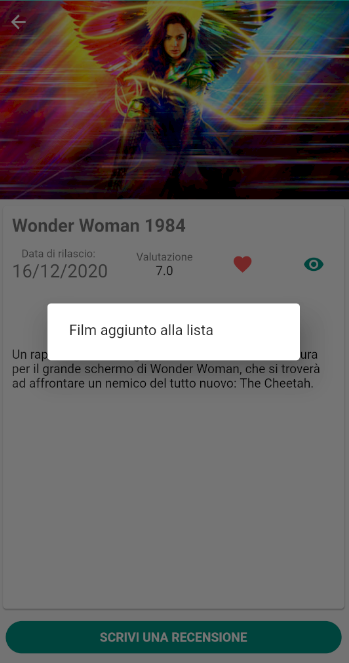 Wonder Woman 1984
Data di rilascio:
16/12/2020
Valutazione
7.0
Film aggiunto alla lista
Un
ura
per il grande schermo di Wonder Woman, che si troverà
ad affrontare un nemico del tutto nuovo: The Cheetah.
SCRIVI UNA RECENSIONE